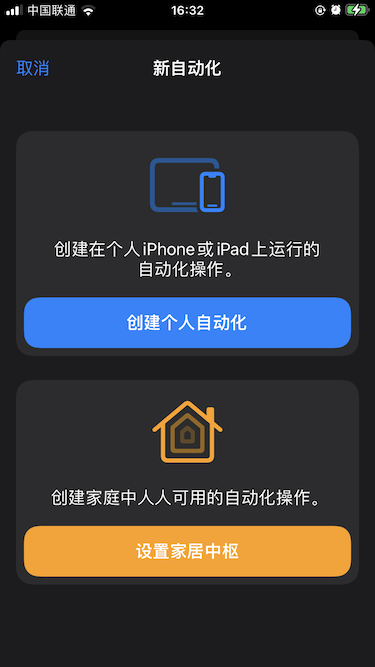 中国联通 16:32
取消 新自动化
创建在个人iPhone或iPad上运行的
自动化操作。
创建个人自动化
创建家庭中人人可用的自动化操作。
设置家居中枢